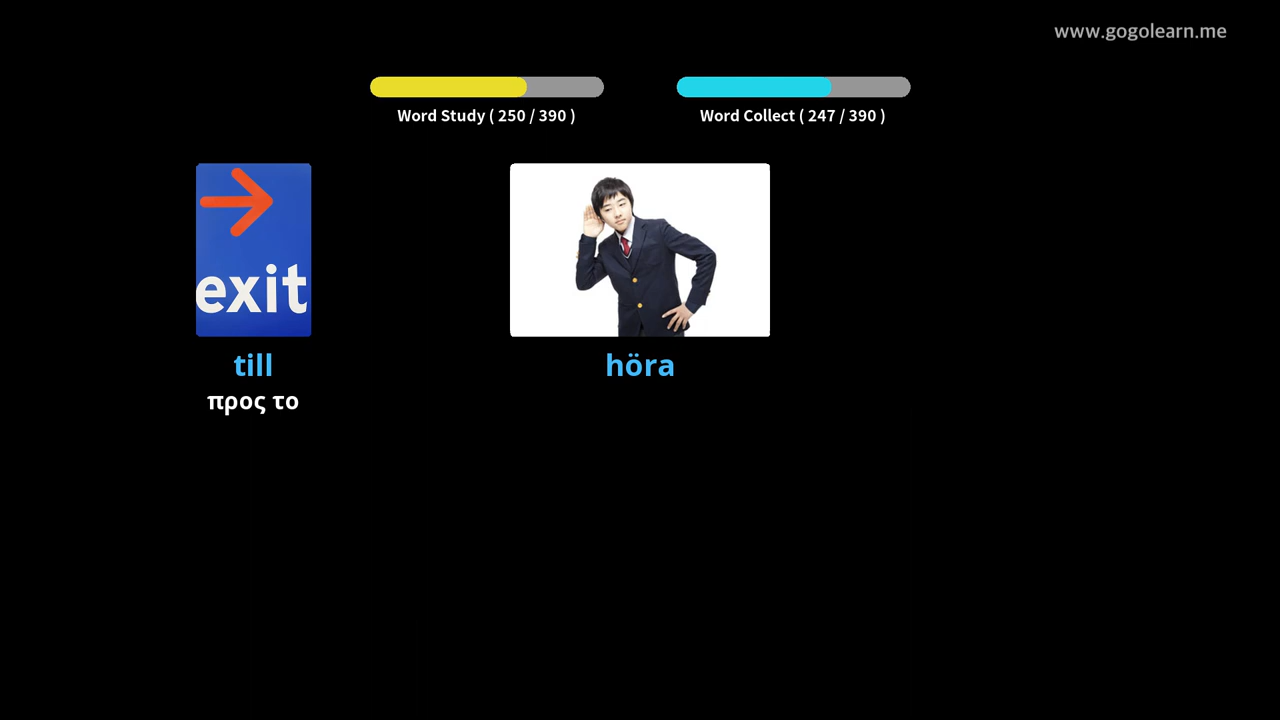 www.gogolearn.me
Word Study ( 250 / 390 )
Word Collect ( 247 / 390 )
exit
till
προς το
höra